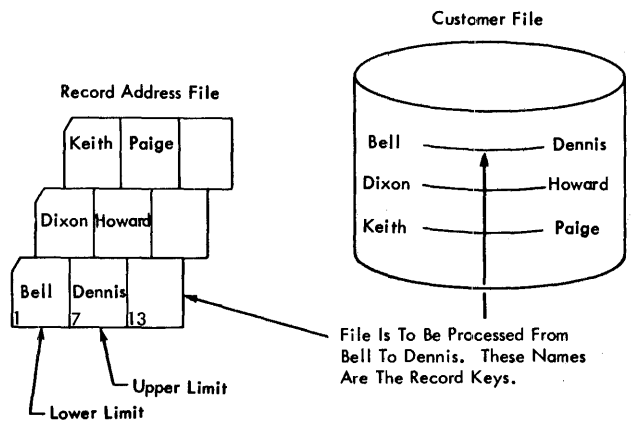 Customer File
Record Address File
Keith Paige
Dixon Howard
Bell Dennis
1 7 13
Bell Dennis
Dixon Howard
Keith Paige
File Is To Be Processed From
Bell To Dennis. These Names
Are The Record Keys.
Upper Limit
Lower Limit